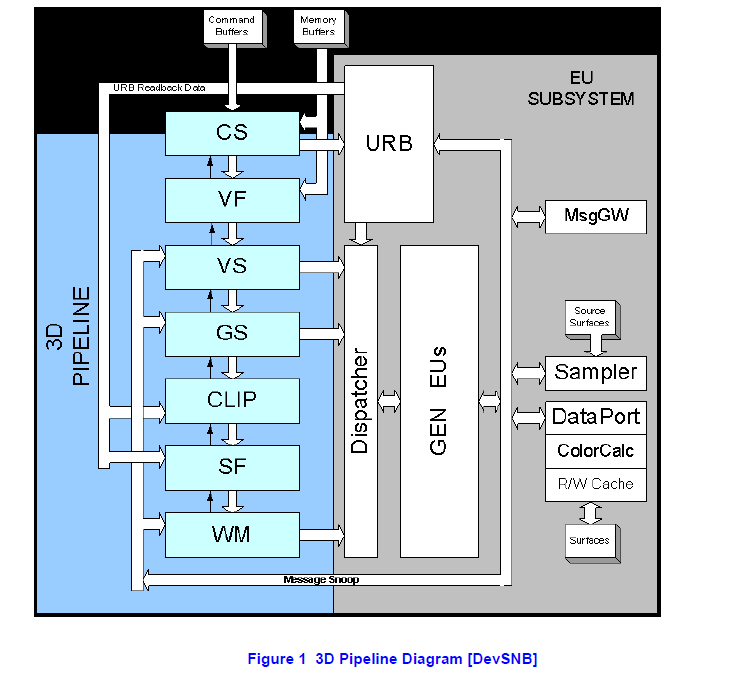 Command
Buffers
Memory
Buffers
URB Readback Data
EU
SUBSYSTEM
CS
URB
VF
MsgGW
VS
3D
PIPELINE
GS
Source
Surfaces
Dispatcher
GEN EUs
Sampler
CLIP
DataPort
ColorCalc
SF
R/W Cache
WM
Surfaces
Message Snoop
Figure 1 3D Pipeline Diagram [DevSNB]